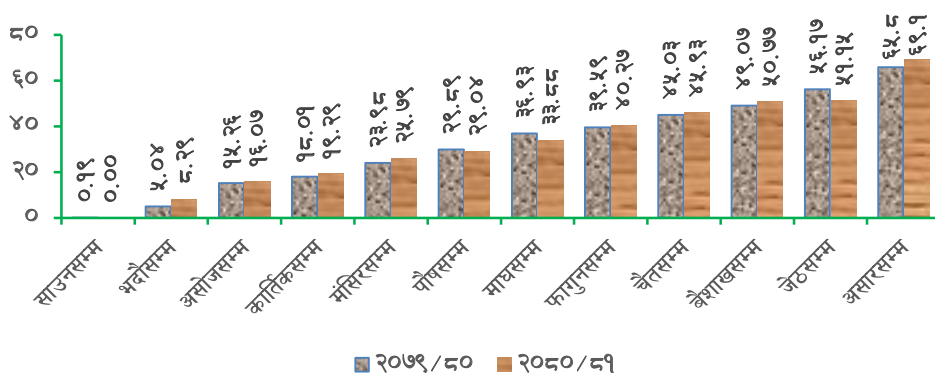 ८०
६०
४०
२०
०
०.१९
०.००
५.०४
८.२९
१५.२६
१६.०७
१८.०१
१९.२९
२३.९८
२५.७९
२९.८९
२९.०४
३६.९३
३३.८८
३९.५९
४०.२७
४५.०३
४५.९३
४९.०७
५०.७७
५६.१७
५१.१५
६५.८
६९.१
साउनसम्म
भदौसम्म
असोजसम्म
कार्तिकसम्म
मंसिरसम्म
पौषसम्म
माघसम्म
फागुनसम्म
चैतसम्म
बैशाखसम्म
जेठसम्म
असारसम्म
२०७९/८० २०८०/८१